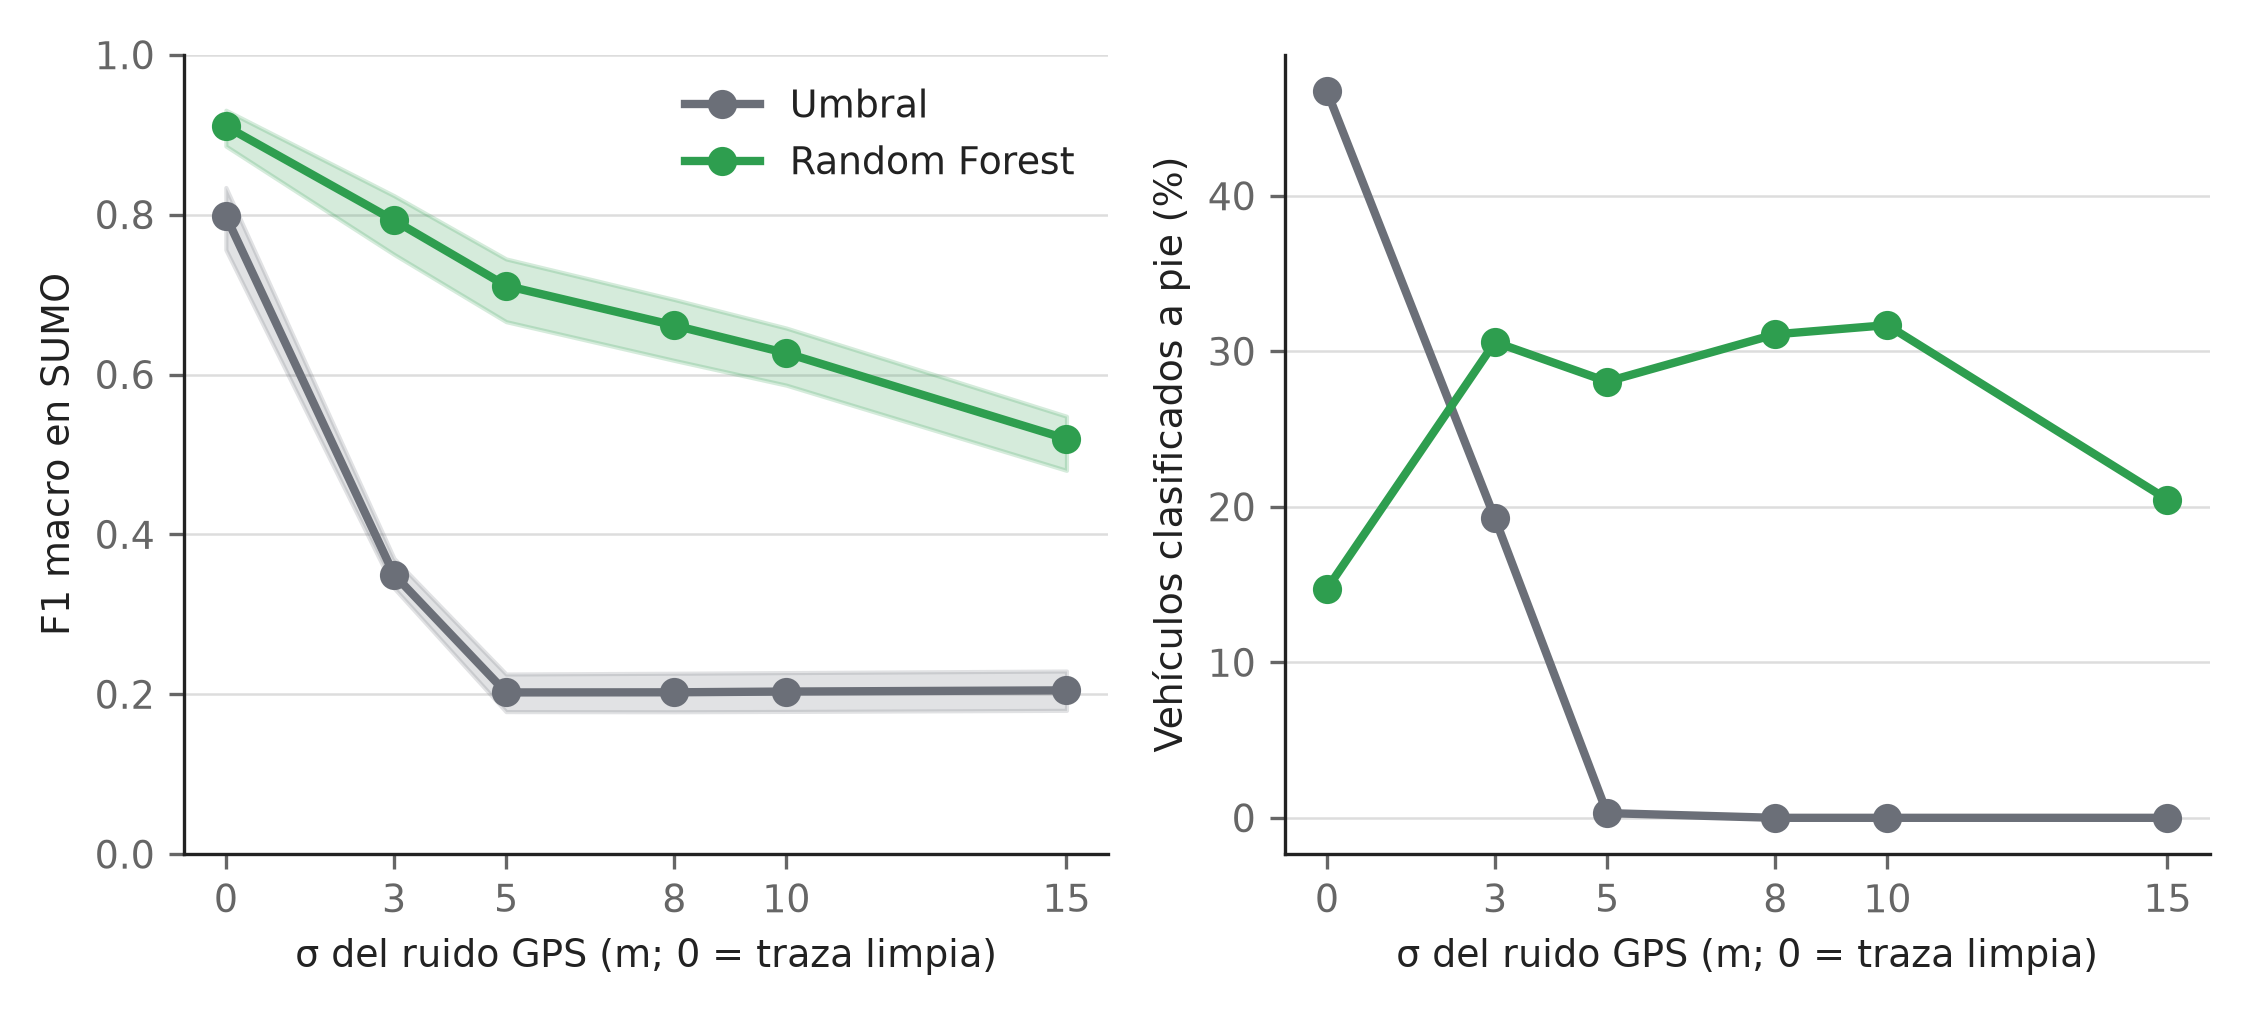 F1 macro en SUMO
1.0
0.8
0.6
0.4
0.2
0.0
Umbral
Random Forest
0 3 5 8 10 15
σ del ruido GPS (m; 0 = traza limpia)
Vehículos clasificados a pie (%)
40
30
20
10
0
0 3 5 8 10 15
σ del ruido GPS (m; 0 = traza limpia)